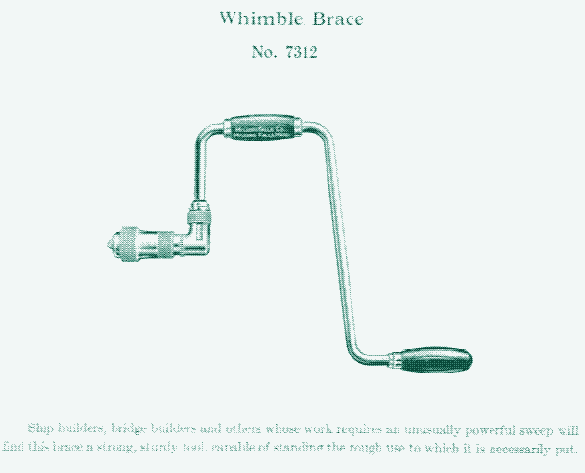 Whimble Brace
No. 7312
Ship builders, bridge builders and others whose work requires an unusually powerful sweep will
find this brace a strong, sturdy tool, capable of standing the rough use to which it is necessarily put.